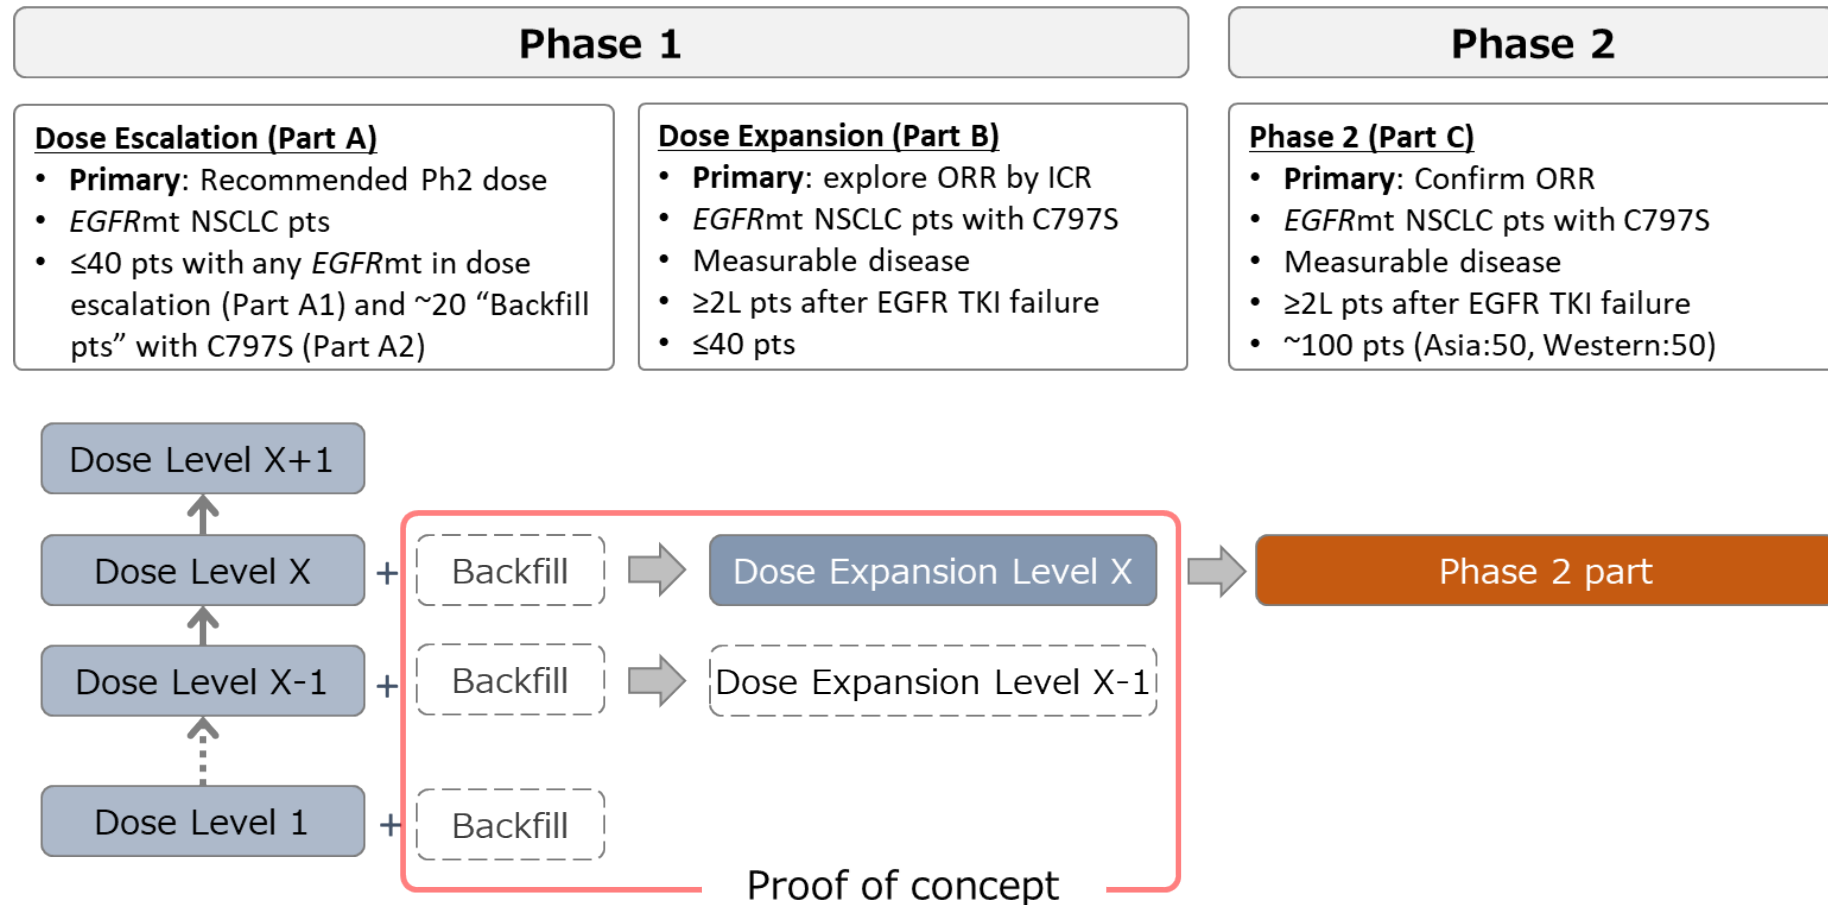 Phase 1
Phase 2
Dose Escalation (Part A)
• Primary: Recommended Ph2 dose
• EGFRmt NSCLC pts
• ≤40 pts with any EGFRmt in dose
escalation (Part A1) and ~20 “Backfill
pts” with C797S (Part A2)
Dose Expansion (Part B)
• Primary: explore ORR by ICR
• EGFRmt NSCLC pts with C797S
• Measurable disease
• ≥2L pts after EGFR TKI failure
• ≤40 pts
Phase 2 (Part C)
• Primary: Confirm ORR
• EGFRmt NSCLC pts with C797S
• Measurable disease
• ≥2L pts after EGFR TKI failure
• ~100 pts (Asia:50, Western:50)
Dose Level X+1
Dose Level X + Backfill
Dose Expansion Level X
Phase 2 part
Dose Level X-1 + Backfill
Dose Expansion Level X-1
Dose Level 1 + Backfill
Proof of concept